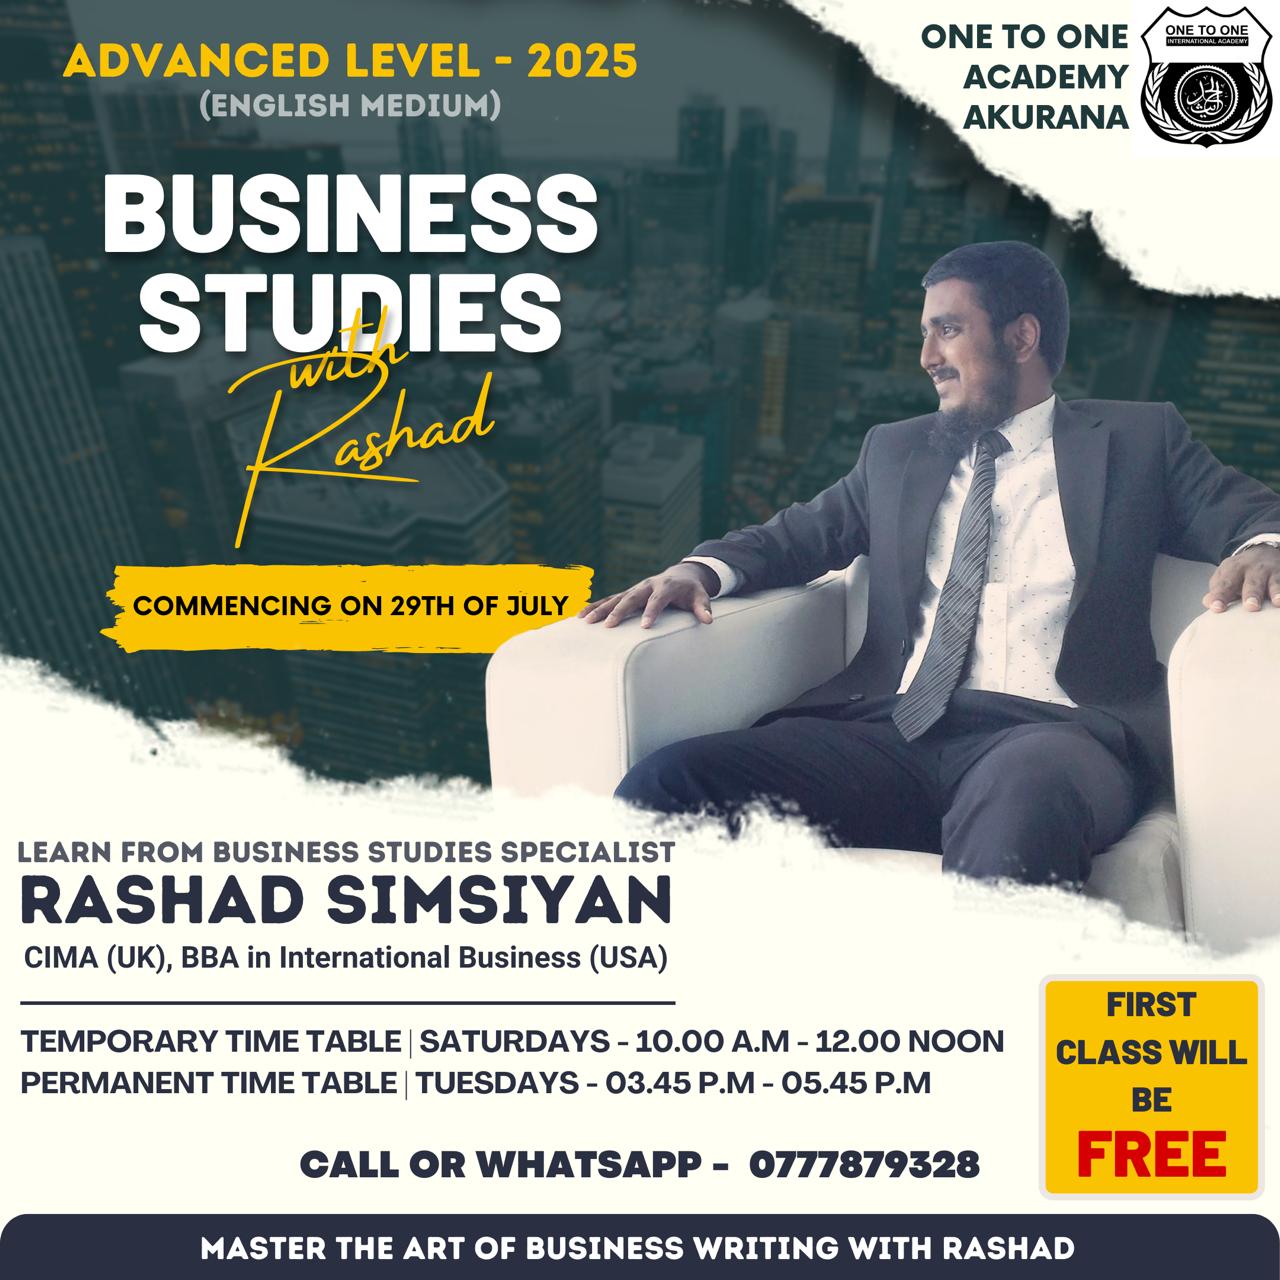 ADVANCED LEVEL - 2025
(ENGLISH MEDIUM)
ONE TO ONE
ACADEMY
AKURANA
ONE TO ONE
INTERNATIONAL ACADEMY
BUSINESS
STUDIES
with
Rashad
COMMENCING ON 29TH OF JULY
LEARN FROM BUSINESS STUDIES SPECIALIST
RASHAD SIMSIYAN
CIMA (UK), BBA in International Business (USA)
TEMPORARY TIME TABLE | SATURDAYS - 10.00 A.M - 12.00 NOON
PERMANENT TIME TABLE | TUESDAYS - 03.45 P.M - 05.45 P.M
FIRST
CLASS WILL
BE
FREE
CALL OR WHATSAPP - 0777879328
MASTER THE ART OF BUSINESS WRITING WITH RASHAD